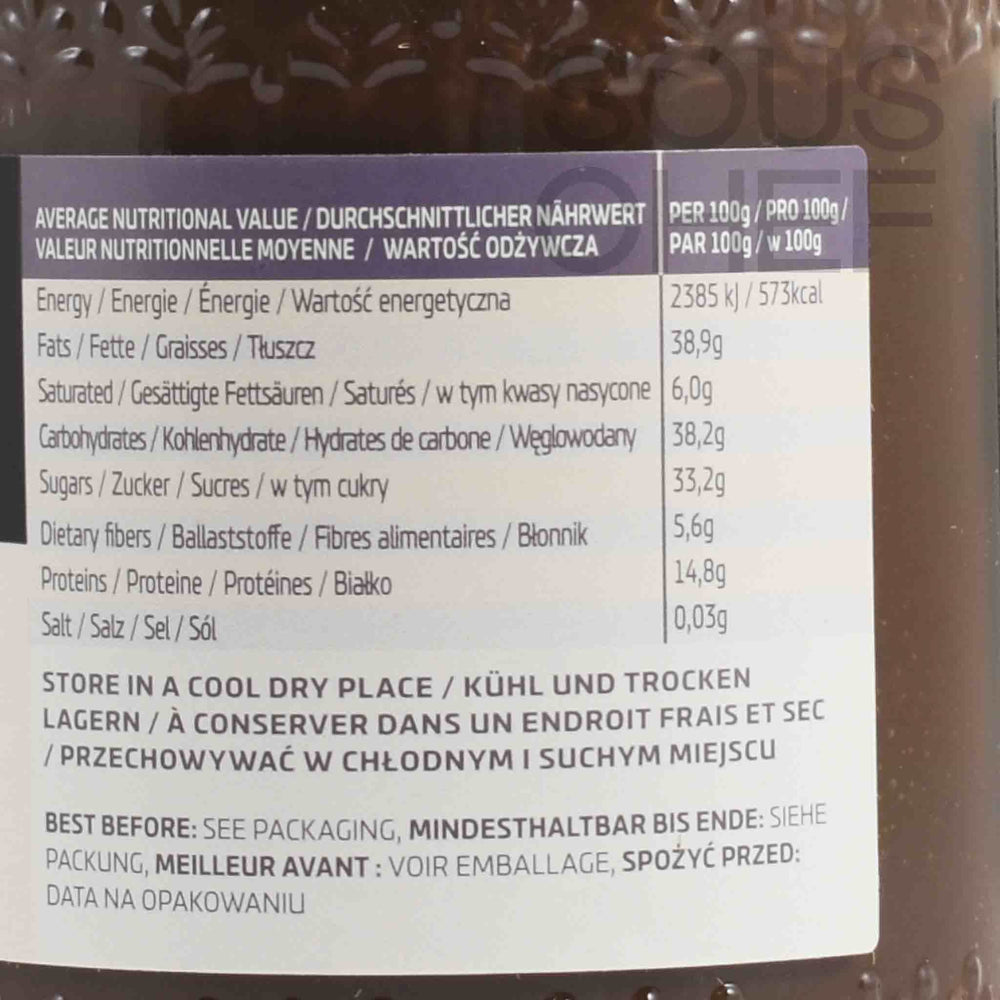 SOUS
CHEF
AVERAGE NUTRITIONAL VALUE / DURCHSCHNITTLICHER NÄHRWERT PER 100g / PRO 100g /
VALEUR NUTRITIONNELLE MOYENNE / WARTOŚĆ ODŻYWCZA PAR 100g / w 100g
Energy / Energie / Énergie / Wartość energetyczna 2385 kJ / 573kcal
Fats / Fette / Graisses / Tłuszcz 38,9g
Saturated / Gesättigte Fettsäuren / Saturés / w tym kwasy nasycone 6,0g
Carbohydrates / Kohlenhydrate / Hydrates de carbone / Węglowodany 38,2g
Sugars / Zucker / Sucres / w tym cukry 33,2g
Dietary fibers / Ballaststoffe / Fibres alimentaires / Błonnik 5,6g
Proteins / Proteine / Protéines / Białko 14,8g
Salt / Salz / Sel / Sól 0,03g
STORE IN A COOL DRY PLACE / KÜHL UND TROCKEN
LAGERN / À CONSERVER DANS UN ENDROIT FRAIS ET SEC
/ PRZECHOWYWAĆ W CHŁODNYM I SUCHYM MIEJSCU
BEST BEFORE: SEE PACKAGING, MINDESTHALTBAR BIS ENDE: SIEHE
PACKUNG, MEILLEUR AVANT : VOIR EMBALLAGE, SPOŻYĆ PRZED:
DATA NA OPAKOWANIU